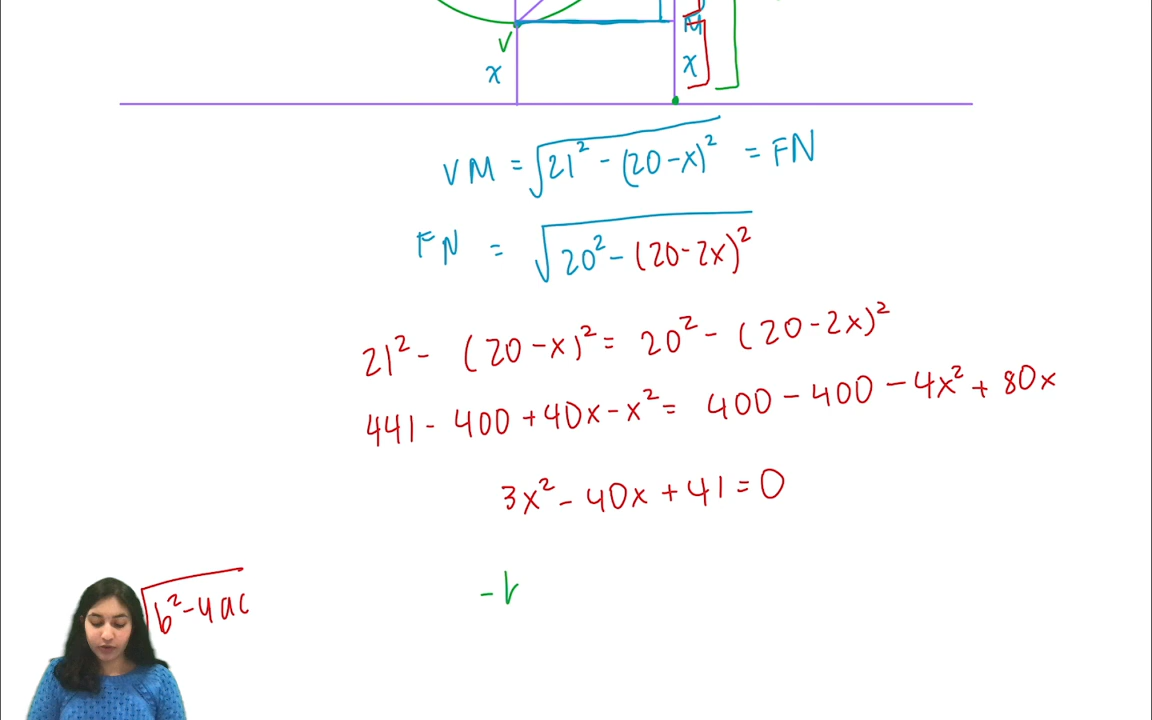 M
V
x x
VM = √21² - (20-x)² = FN
FN = √20² - (20-2x)²
21² - (20-x)² = 20² - (20-2x)²
441 - 400 + 40x - x² = 400 - 400 - 4x² + 80x
3x² - 40x + 41 = 0
√b²-4ac